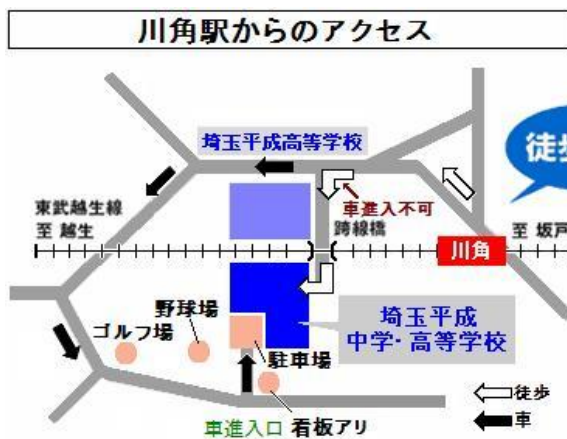 川角駅からのアクセス
埼玉平成高等学校
徒歩
車進入不可
東武越生線
至 越生
跨線橋
川角
至 坂戸
野球場
ゴルフ場
駐車場
埼玉平成
中学・高等学校
徒歩
車
車進入口 看板アリ